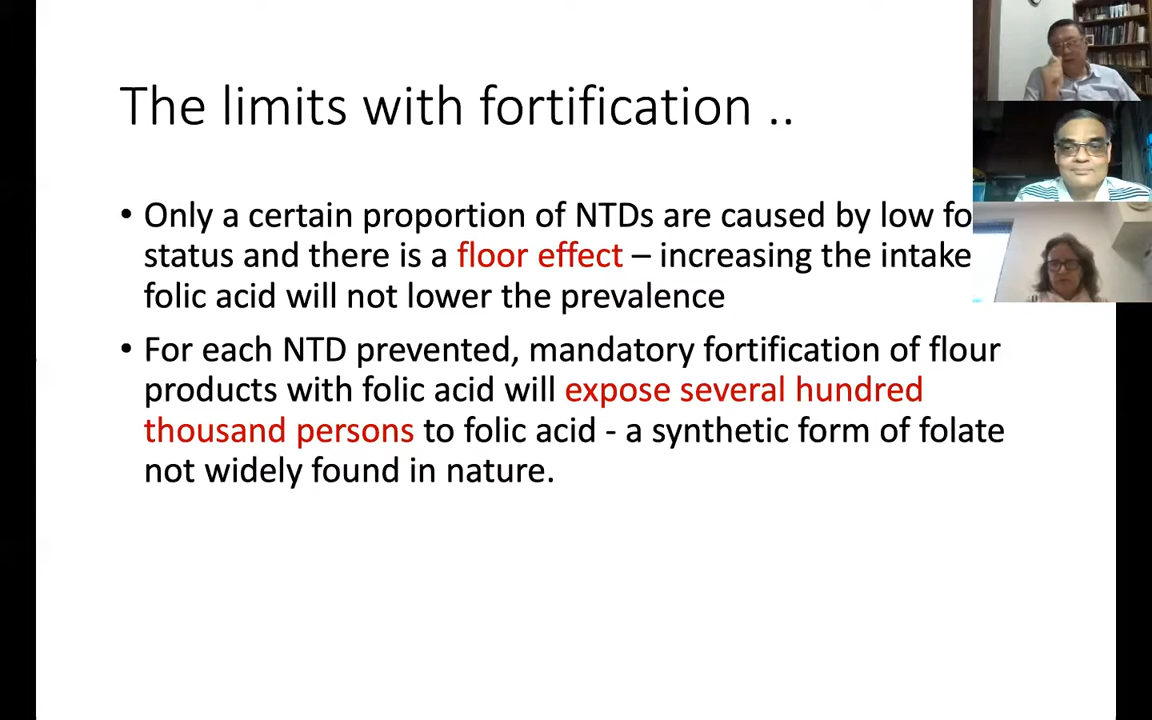 The limits with fortification ..
• Only a certain proportion of NTDs are caused by low fo
status and there is a floor effect – increasing the intake
folic acid will not lower the prevalence
• For each NTD prevented, mandatory fortification of flour
products with folic acid will expose several hundred
thousand persons to folic acid - a synthetic form of folate
not widely found in nature.